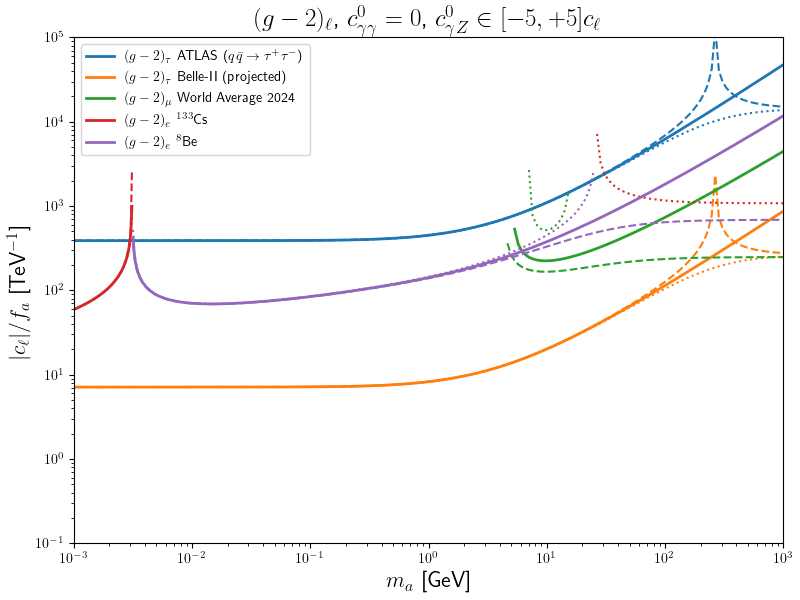 (g − 2)ℓ, c⁰γγ = 0, c⁰γZ ∈ [−5, +5]cℓ
(g − 2)τ ATLAS (qq̄ → τ⁺τ⁻)
(g − 2)τ Belle-II (projected)
(g − 2)μ World Average 2024
(g − 2)e ¹³³Cs
(g − 2)e ⁸Be
|cℓ|/fa [TeV⁻¹]
10⁵
10⁴
10³
10²
10¹
10⁰
10⁻¹
10⁻³ 10⁻² 10⁻¹ 10⁰ 10¹ 10² 10³
ma [GeV]